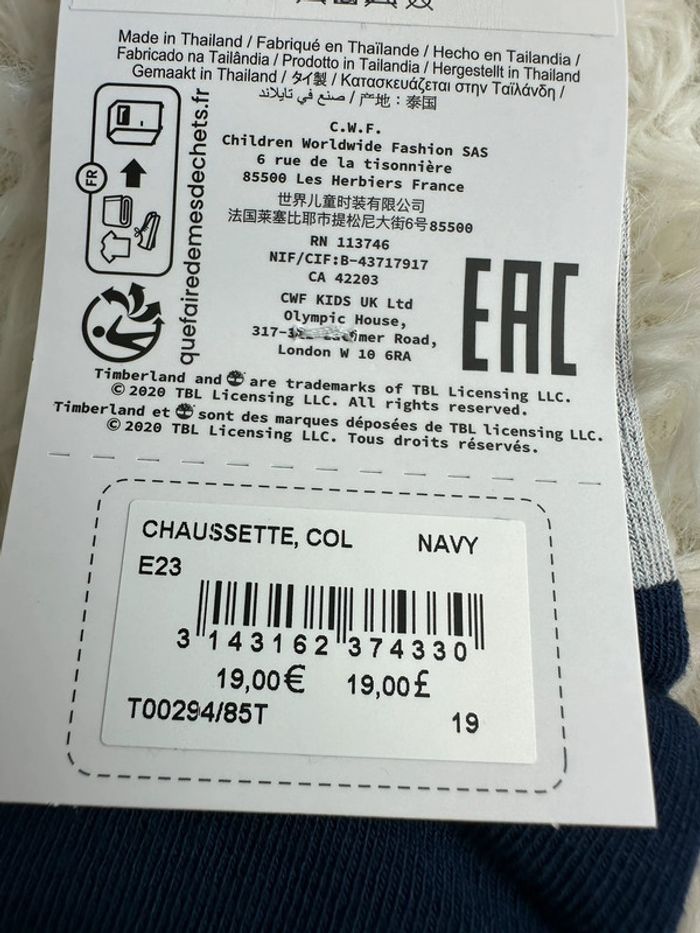 Made in Thailand / Fabriqué en Thaïlande / Hecho en Tailandia /
Fabricado na Tailândia / Prodotto in Tailandia / Hergestellt in Thailand
Gemaakt in Thailand / タイ製 / Κατασκευάζεται στην Ταϊλάνδη /
صنع في تايلاند / 产地：泰国
FR
quefairedemesdechets.fr
C.W.F.
Children Worldwide Fashion SAS
6 rue de la tisonnière
85500 Les Herbiers France
世界儿童时装有限公司
法国莱塞比耶市提松尼大街6号85500
RN 113746
NIF/CIF:B-43717917
CA 42203
CWF KIDS UK Ltd
Olympic House,
317- Road,
London W 10 6RA
EAC
Timberland and are trademarks of TBL Licensing LLC.
© 2020 TBL Licensing LLC. All rights reserved.
Timberland et sont des marques déposées de TBL licensing LLC.
© 2020 TBL Licensing LLC. Tous droits réservés.
CHAUSSETTE, COL NAVY
E23
3 143162 374330
19,00€ 19,00£
T00294/85T 19